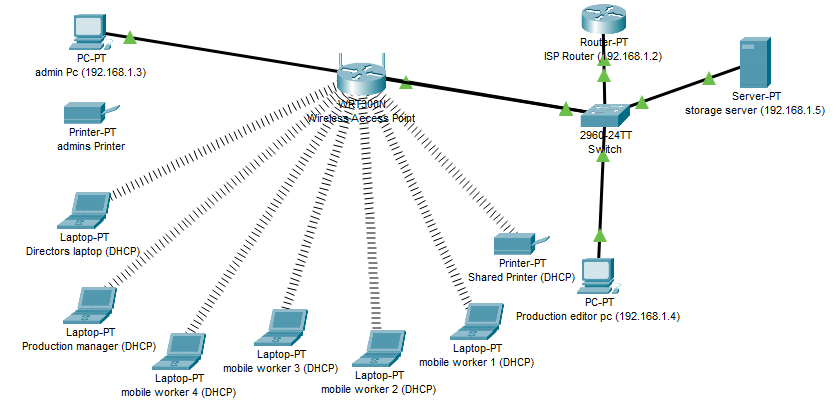 PC-PT
admin Pc (192.168.1.3)
Router-PT
ISP Router (192.168.1.2)
Server-PT
storage server (192.168.1.5)
WRT300N
Wireless Access Point
Printer-PT
admins Printer
2960-24TT
Switch
Laptop-PT
Directors laptop (DHCP)
Printer-PT
Shared Printer (DHCP)
PC-PT
Production editor pc (192.168.1.4)
Laptop-PT
Production manager (DHCP)
Laptop-PT
mobile worker 4 (DHCP)
Laptop-PT
mobile worker 3 (DHCP)
Laptop-PT
mobile worker 2 (DHCP)
Laptop-PT
mobile worker 1 (DHCP)